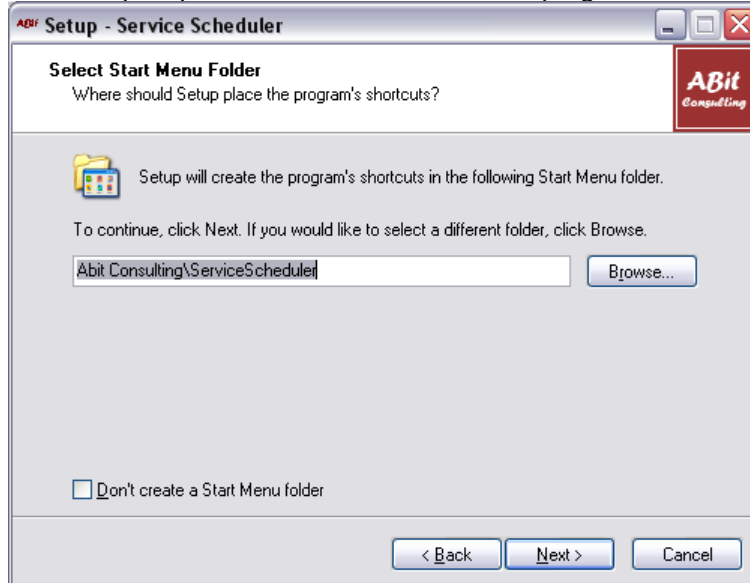 ABit Setup - Service Scheduler
Select Start Menu Folder
Where should Setup place the program's shortcuts?
ABit
Consulting
Setup will create the program's shortcuts in the following Start Menu folder.
To continue, click Next. If you would like to select a different folder, click Browse.
Abit Consulting\ServiceScheduler
Browse...
Don't create a Start Menu folder
< Back
Next >
Cancel